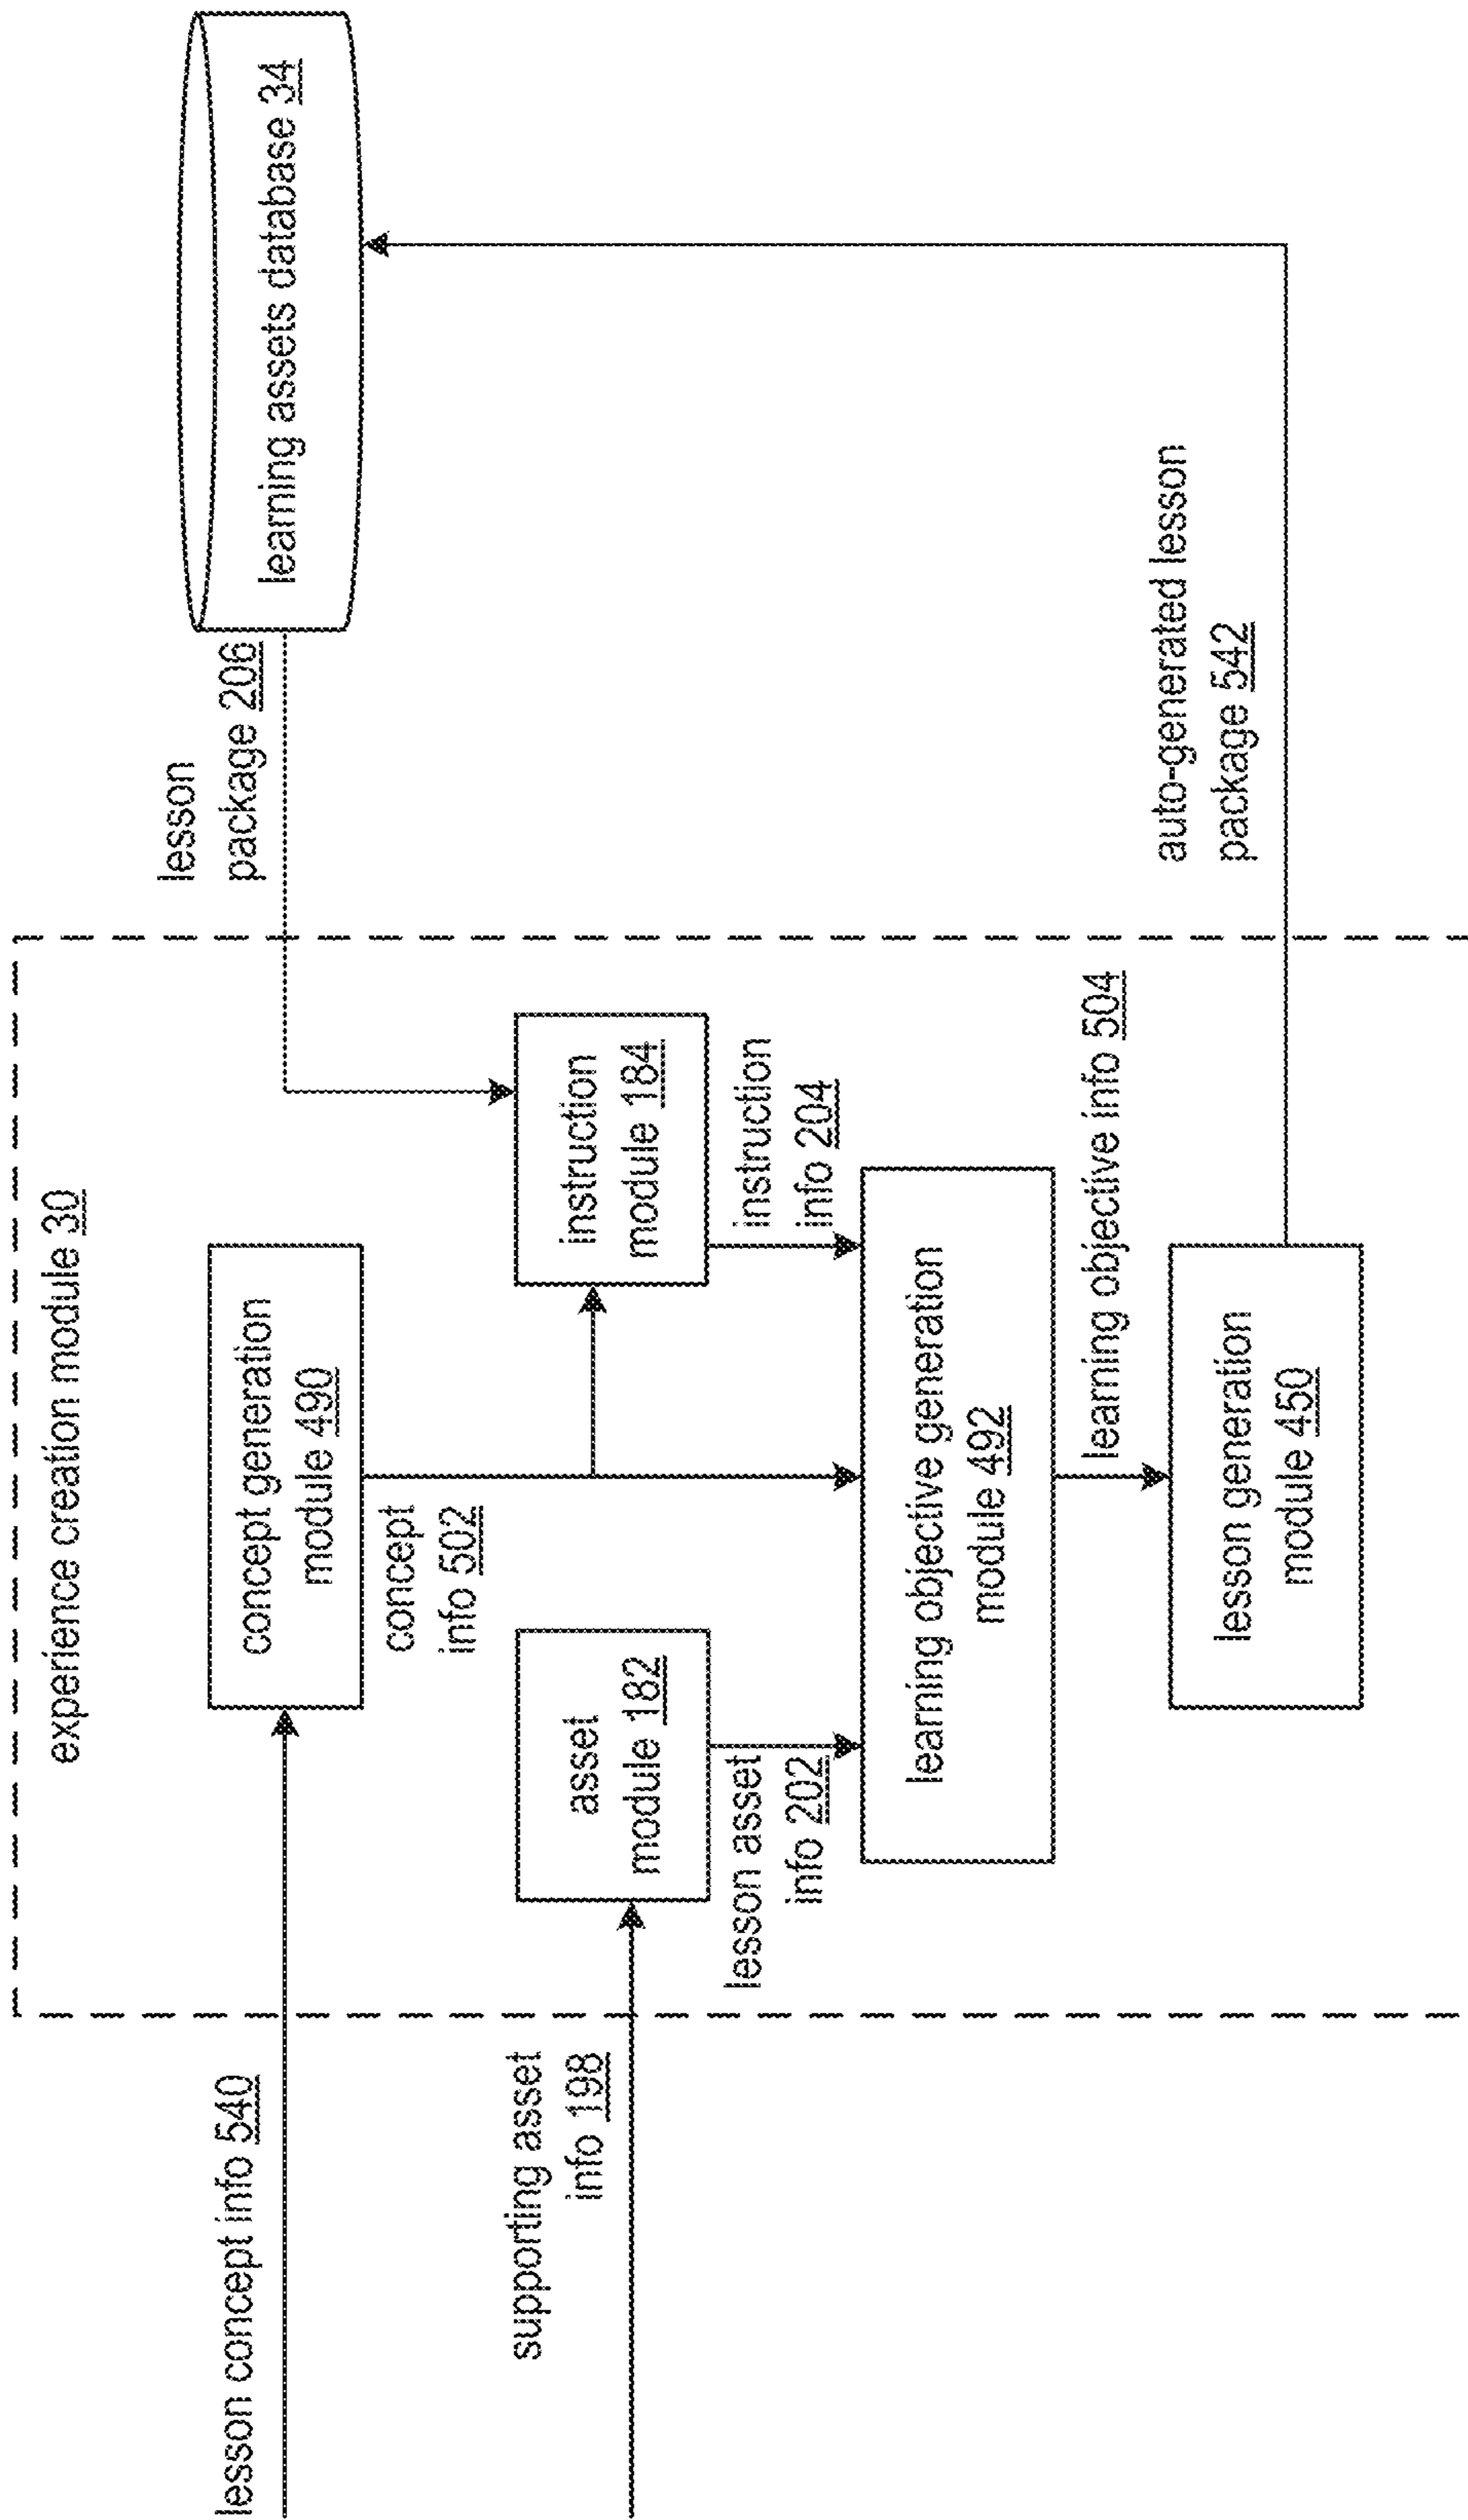 experience creation module 30
lesson concept info 540
concept generation
module 490
concept
info 502
lesson
package 206
learning assets database 34
supporting asset
info 198
asset
module 182
instruction
module 184
lesson asset
info 202
instruction
info 204
learning objective generation
module 492
learning objective info 504
lesson generation
module 450
auto-generated lesson
package 542